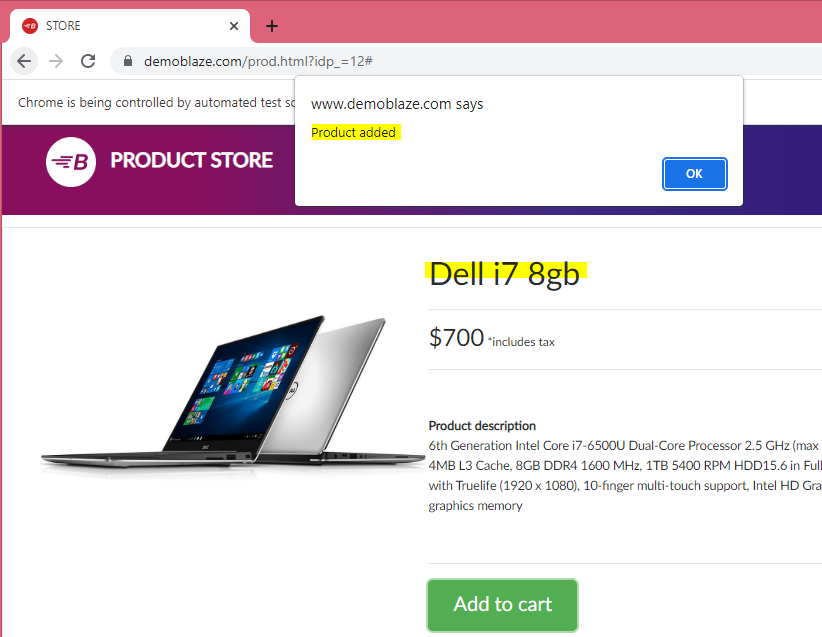 STORE
demoblaze.com/prod.html?idp_=12#
Chrome is being controlled by automated test
www.demoblaze.com says
Product added
OK
B PRODUCT STORE
Dell i7 8gb
$700 *includes tax
Product description
6th Generation Intel Core i7-6500U Dual-Core Processor 2.5 GHz (max
4MB L3 Cache, 8GB DDR4 1600 MHz, 1TB 5400 RPM HDD15.6 in Full
with Truelife (1920 x 1080), 10-finger multi-touch support, Intel HD Gra
graphics memory
Add to cart